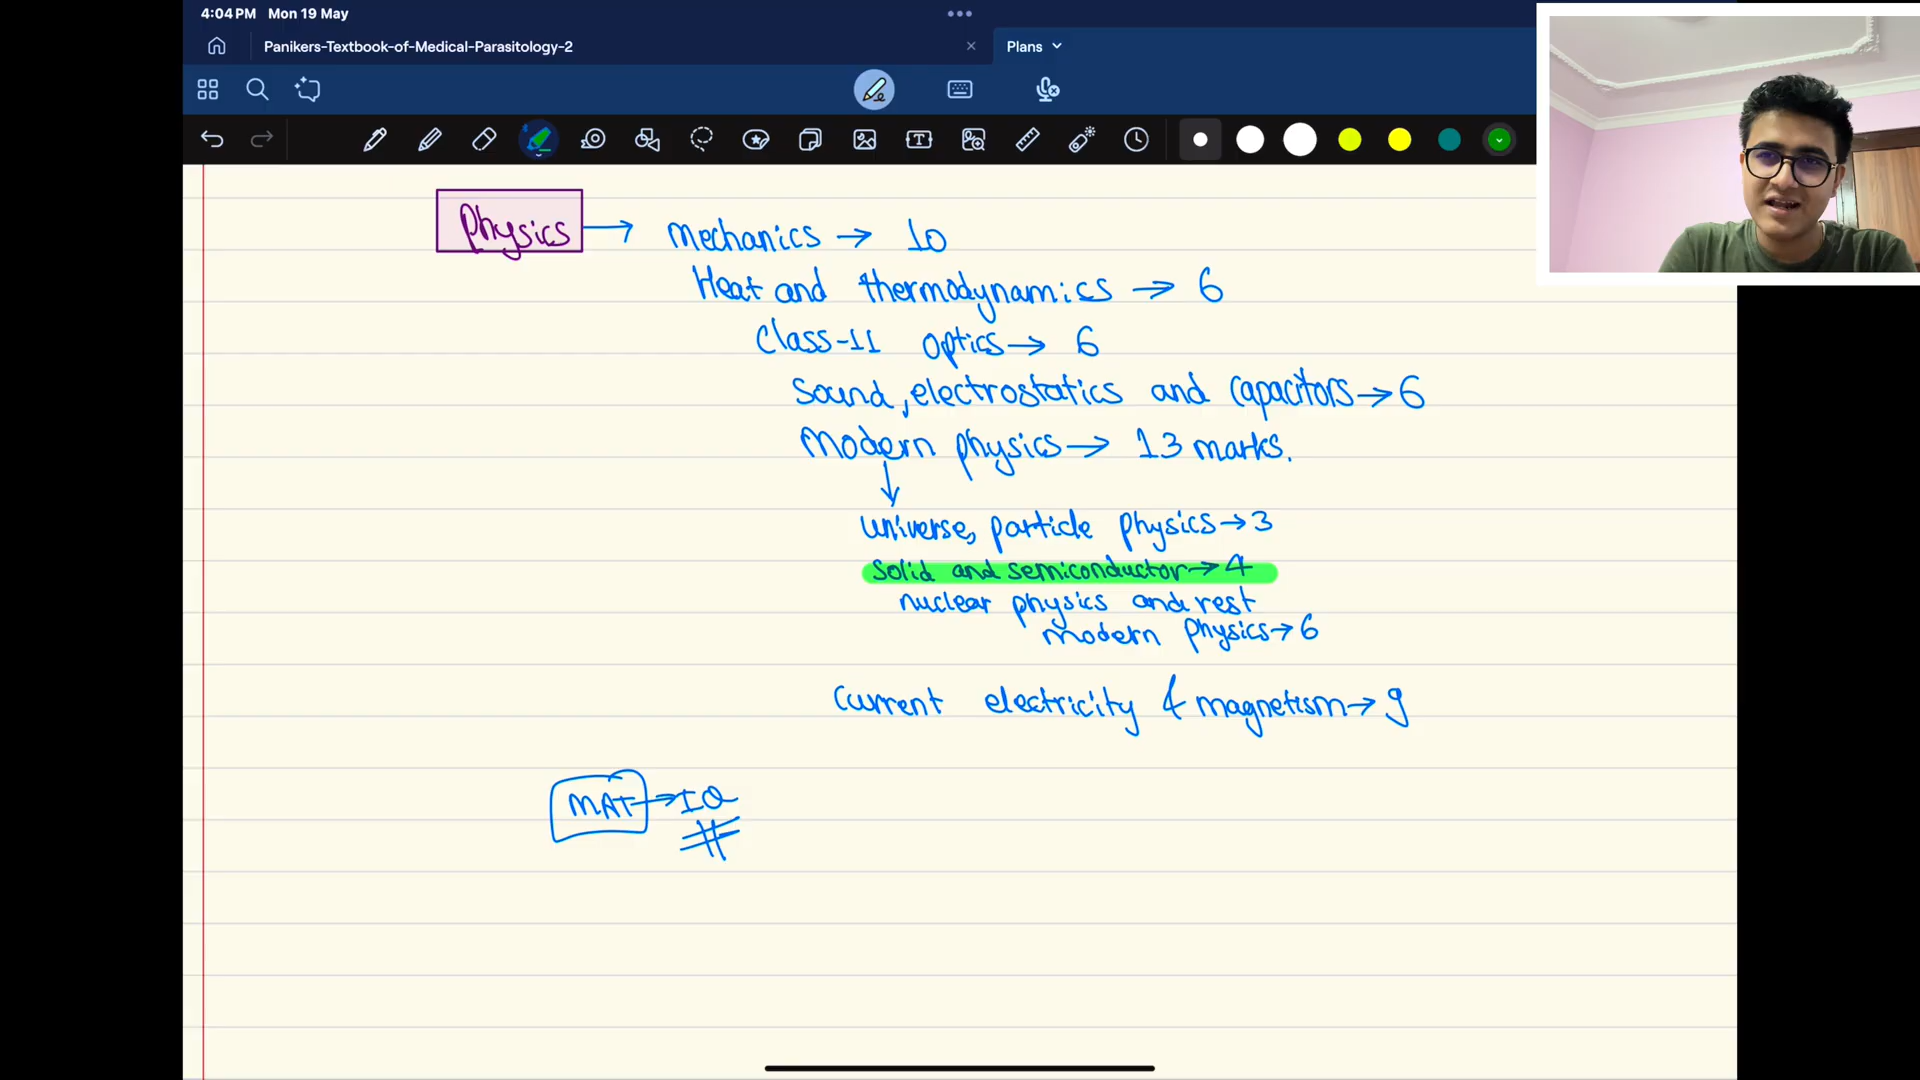 4:04 PM Mon 19 May
Panikers-Textbook-of-Medical-Parasitology-2
Plans
Physics → Mechanics → 10
Heat and thermodynamics → 6
Class-11 optics → 6
Sound, electrostatics and capacitors → 6
Modern physics → 13 marks.
↓
universe, particle physics → 3
solid and semiconductor → 4
nuclear physics and rest
modern physics → 6
Current electricity & magnetism → 9
MAT → IQ